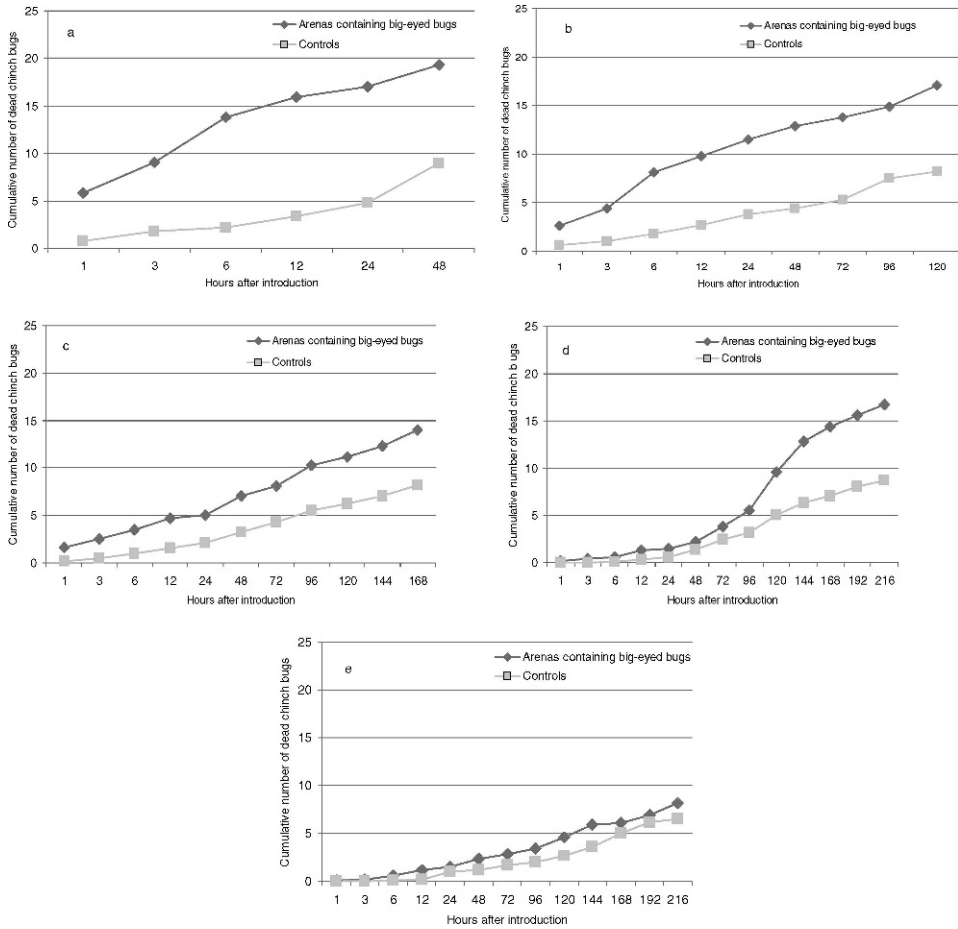 a
Arenas containing big-eyed bugs
Controls
Cumulative number of dead chinch bugs
25
20
15
10
5
0
1 3 6 12 24 48
Hours after introduction
b
Arenas containing big-eyed bugs
Controls
Cumulative number of dead chinch bugs
25
20
15
10
5
0
1 3 6 12 24 48 72 96 120
Hours after introduction
c
Arenas containing big-eyed bugs
Controls
Cumulative number of dead chinch bugs
25
20
15
10
5
0
1 3 6 12 24 48 72 96 120 144 168
Hours after introduction
d
Arenas containing big-eyed bugs
Controls
Cumulative number of dead chinch bugs
25
20
15
10
5
0
1 3 6 12 24 48 72 96 120 144 168 192 216
Hours after introduction
e
Arenas containing big-eyed bugs
Controls
Cumulative number of dead chinch bugs
25
20
15
10
5
0
1 3 6 12 24 48 72 96 120 144 168 192 216
Hours after introduction